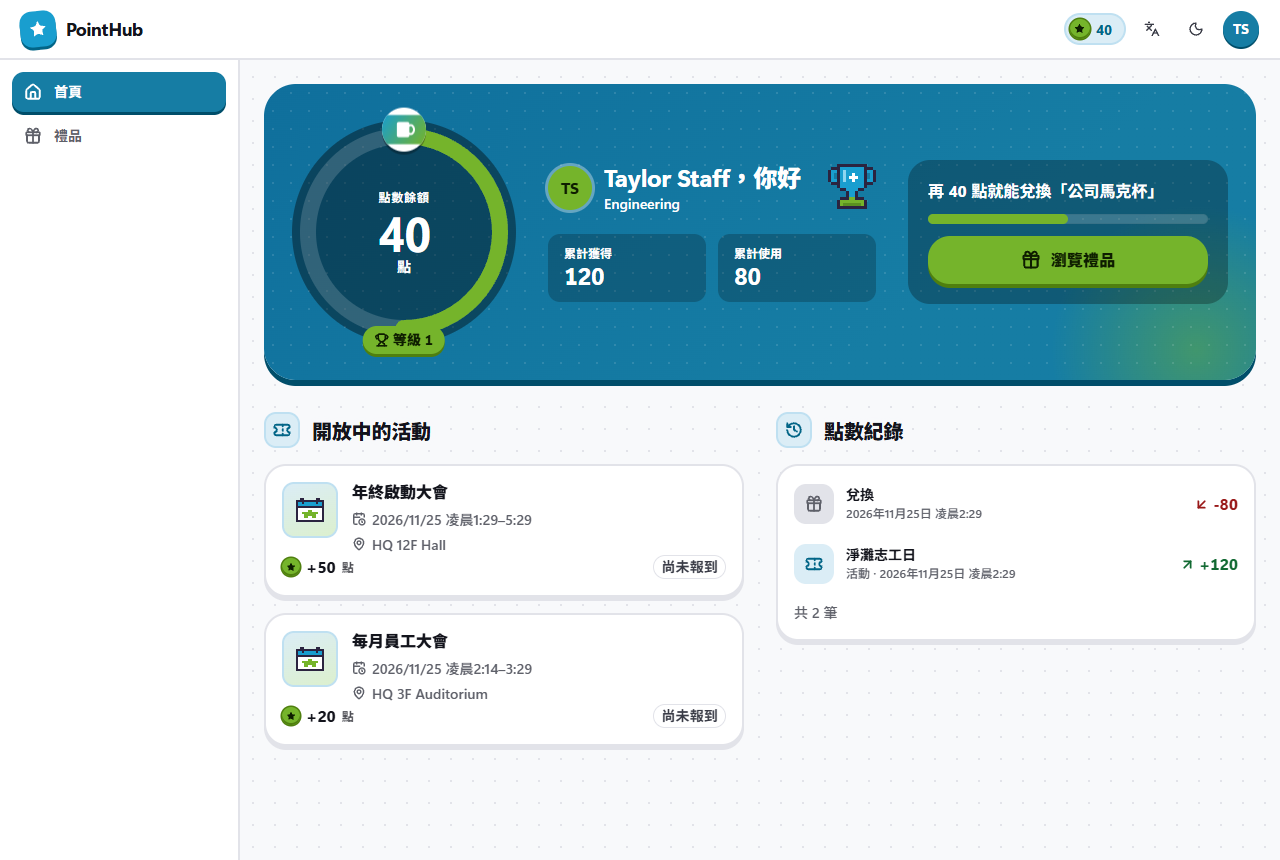 PointHub
40
TS
首頁
禮品
點數餘額
40
點
等級 1
TS
Taylor Staff，你好
Engineering
累計獲得
120
累計使用
80
再 40 點就能兌換「公司馬克杯」
瀏覽禮品
開放中的活動
年終啟動大會
2026/11/25 凌晨1:29–5:29
HQ 12F Hall
+50 點
尚未報到
每月員工大會
2026/11/25 凌晨2:14–3:29
HQ 3F Auditorium
+20 點
尚未報到
點數紀錄
兌換
2026年11月25日 凌晨2:29
-80
淨灘志工日
活動 · 2026年11月25日 凌晨2:29
+120
共 2 筆